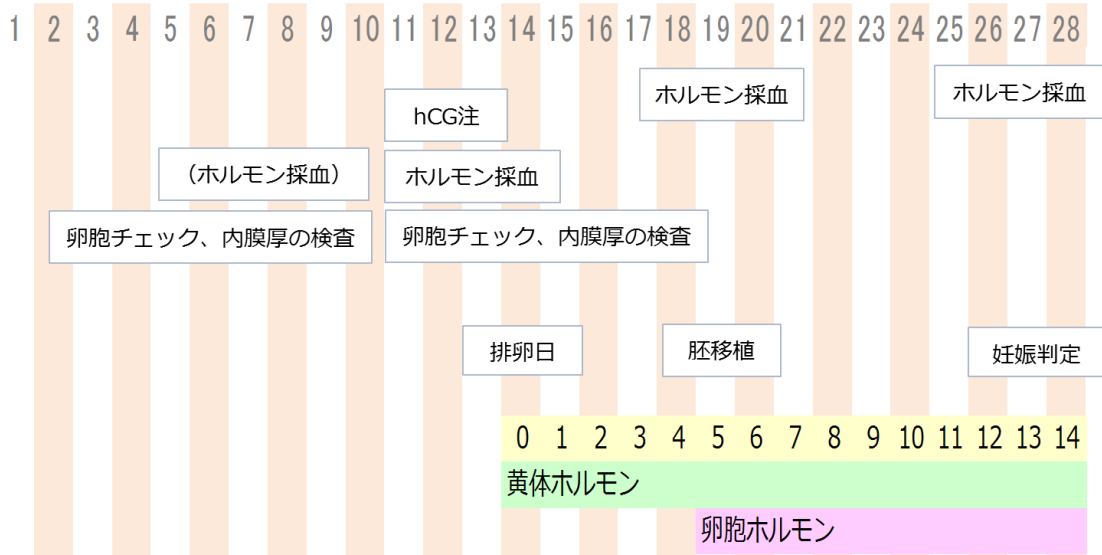 1 2 3 4 5 6 7 8 9 10 11 12 13 14 15 16 17 18 19 20 21 22 23 24 25 26 27 28
ホルモン採血
ホルモン採血
hCG注
(ホルモン採血)
ホルモン採血
卵胞チェック、内膜厚の検査
卵胞チェック、内膜厚の検査
排卵日
胚移植
妊娠判定
0 1 2 3 4 5 6 7 8 9 10 11 12 13 14
黄体ホルモン
卵胞ホルモン